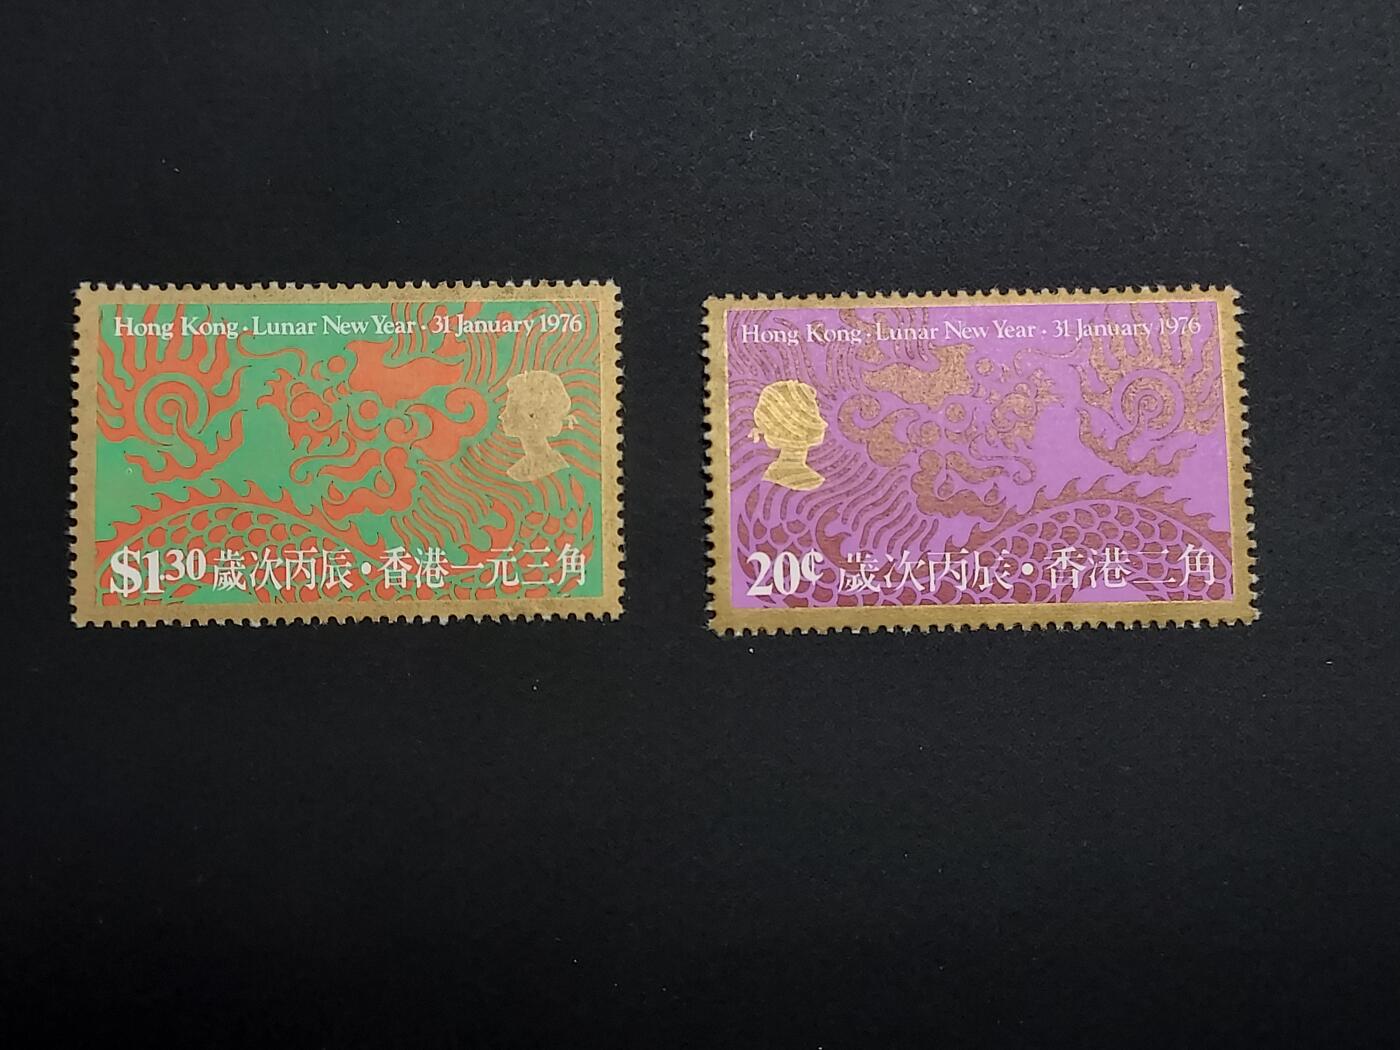 Hong Kong · Lunar New Year · 31 January 1976
$1.30 歲次丙辰 · 香港一元三角
Hong Kong · Lunar New Year · 31 January 1976
20¢ 歲次丙辰 · 香港二角